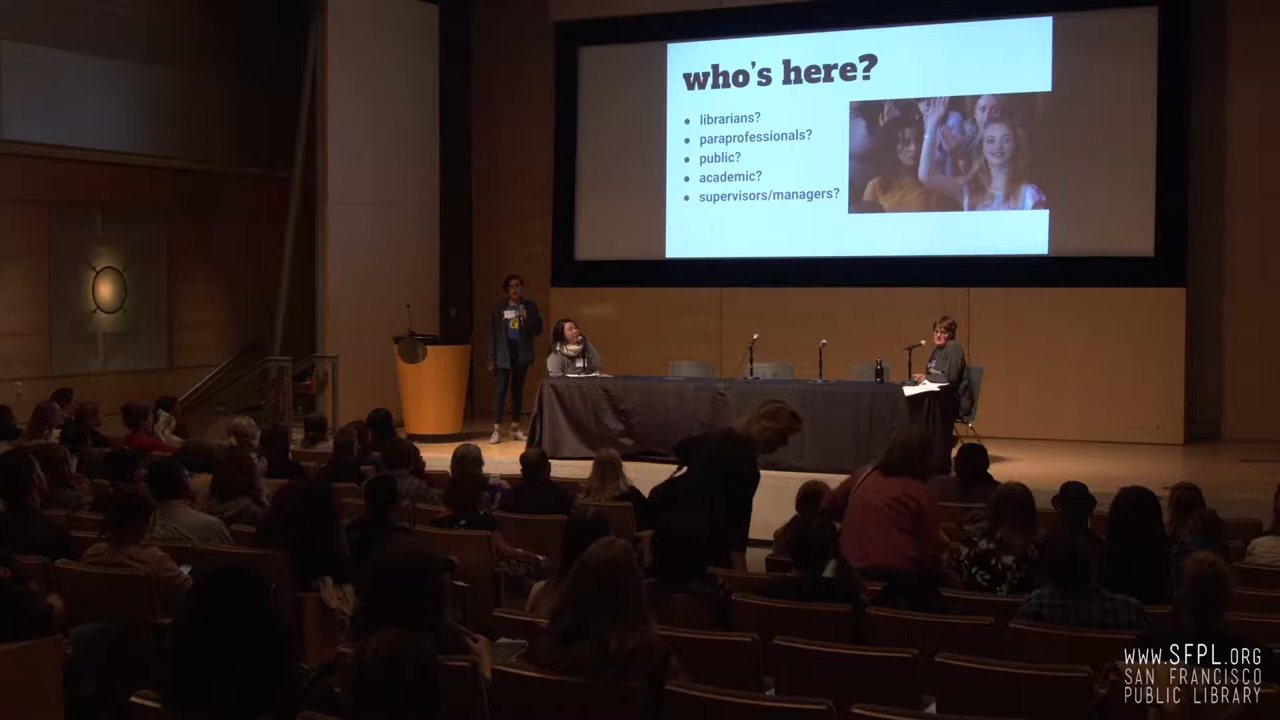 who's here?
● librarians?
● paraprofessionals?
● public?
● academic?
● supervisors/managers?
WWW.SFPL.ORG
SAN FRANCISCO
PUBLIC LIBRARY